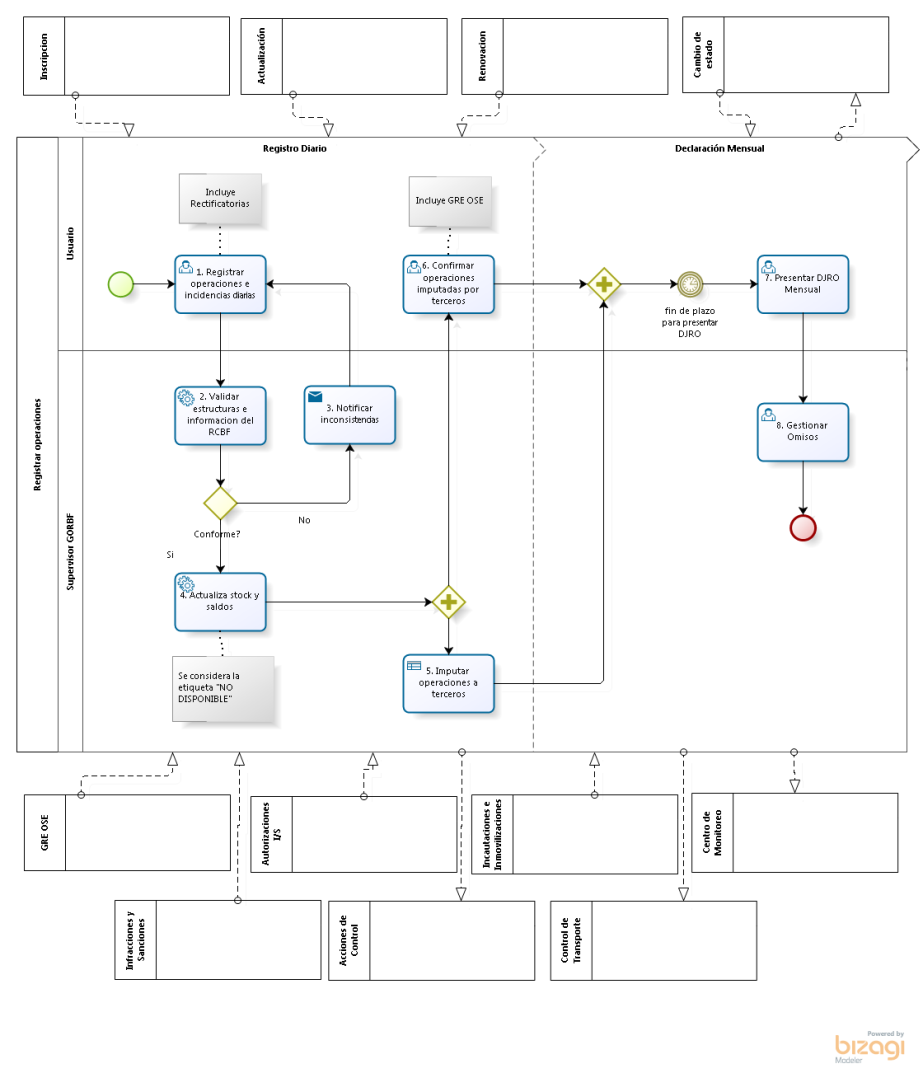 Inscripcion
Actualización
Renovacion
Cambio de
estado
Registrar operaciones
Registro Diario
Declaración Mensual
Usuario
Incluye
Rectificatorias
Incluye GRE OSE
1. Registrar
operaciones e
incidencias diarias
6. Confirmar
operaciones
imputadas por
terceros
fin de plazo
para presentar
DJRO
7. Presentar DJRO
Mensual
Supervisor GORBF
2. Validar
estructuras e
informacion del
RCBF
3. Notificar
inconsistendas
8. Gestionar
Omisos
No
Conforme?
Si
4. Actualiza stock y
saldos
5. Imputar
operaciones a
terceros
Se considera la
etiqueta "NO
DISPONIBLE"
GRE OSE
Autorizaciones
I/S
Incautaciones e
Inmovilizaciones
Centro de
Monitoreo
Infracciones y
Sanciones
Acciones de
Control
Control de
Transporte
Powered by
bizagi
Modeler